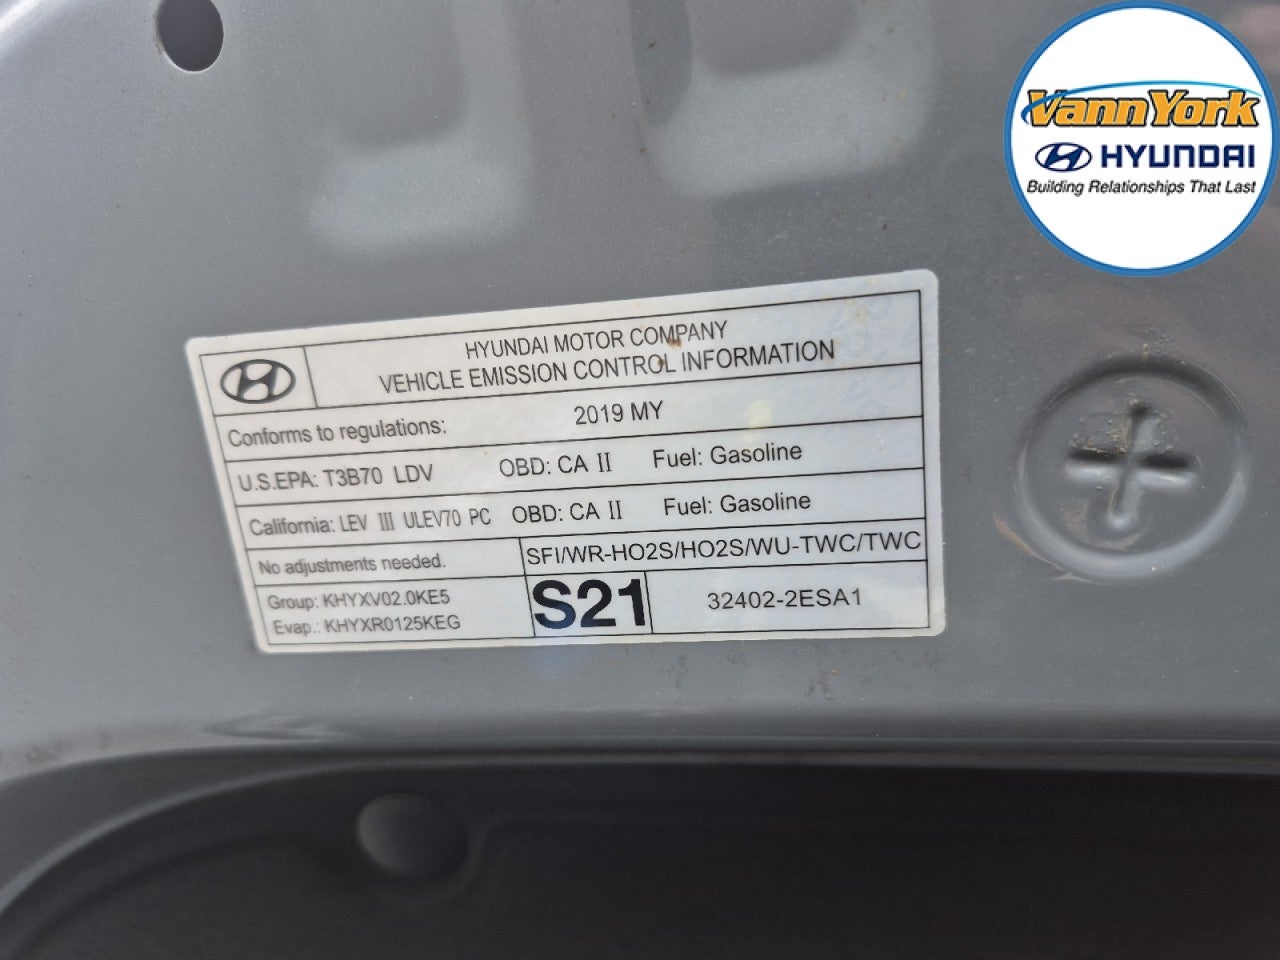 VannYork
HYUNDAI
Building Relationships That Last
HYUNDAI MOTOR COMPANY
VEHICLE EMISSION CONTROL INFORMATION
Conforms to regulations: 2019 MY
U.S.EPA: T3B70 LDV OBD: CA II Fuel: Gasoline
California: LEV III ULEV70 PC OBD: CA II Fuel: Gasoline
No adjustments needed. SFI/WR-HO2S/HO2S/WU-TWC/TWC
Group: KHYXV02.0KE5
Evap.: KHYXR0125KEG
S21
32402-2ESA1